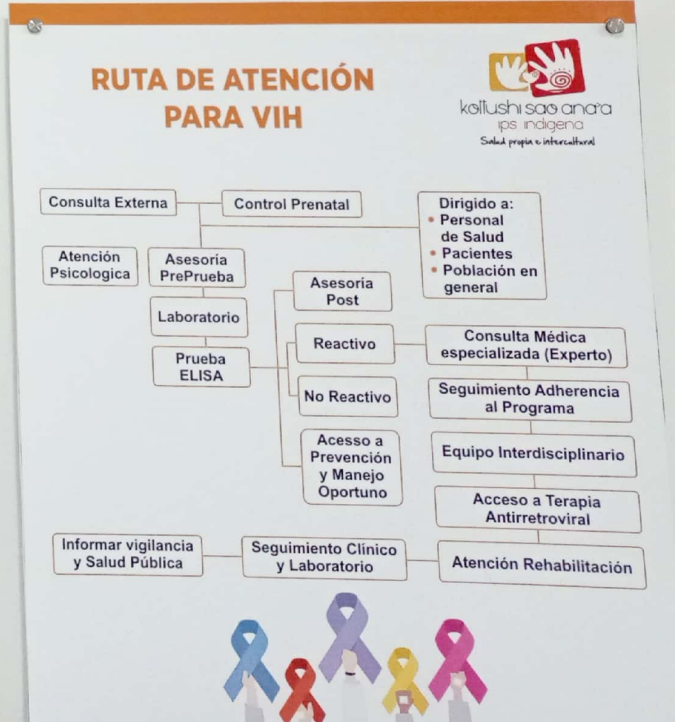 RUTA DE ATENCIÓN
PARA VIH
kottushi sao ana'a
ips indígena
Salud propia e intercultural
Consulta Externa
Control Prenatal
Dirigido a:
• Personal
de Salud
• Pacientes
• Población en
general
Atención
Psicologica
Asesoria
PrePrueba
Laboratorio
Prueba
ELISA
Asesoria
Post
Reactivo
No Reactivo
Acesso a
Prevención
y Manejo
Oportuno
Consulta Médica
especializada (Experto)
Seguimiento Adherencia
al Programa
Equipo Interdisciplinario
Acceso a Terapia
Antirretroviral
Atención Rehabilitación
Seguimiento Clínico
y Laboratorio
Informar vigilancia
y Salud Pública